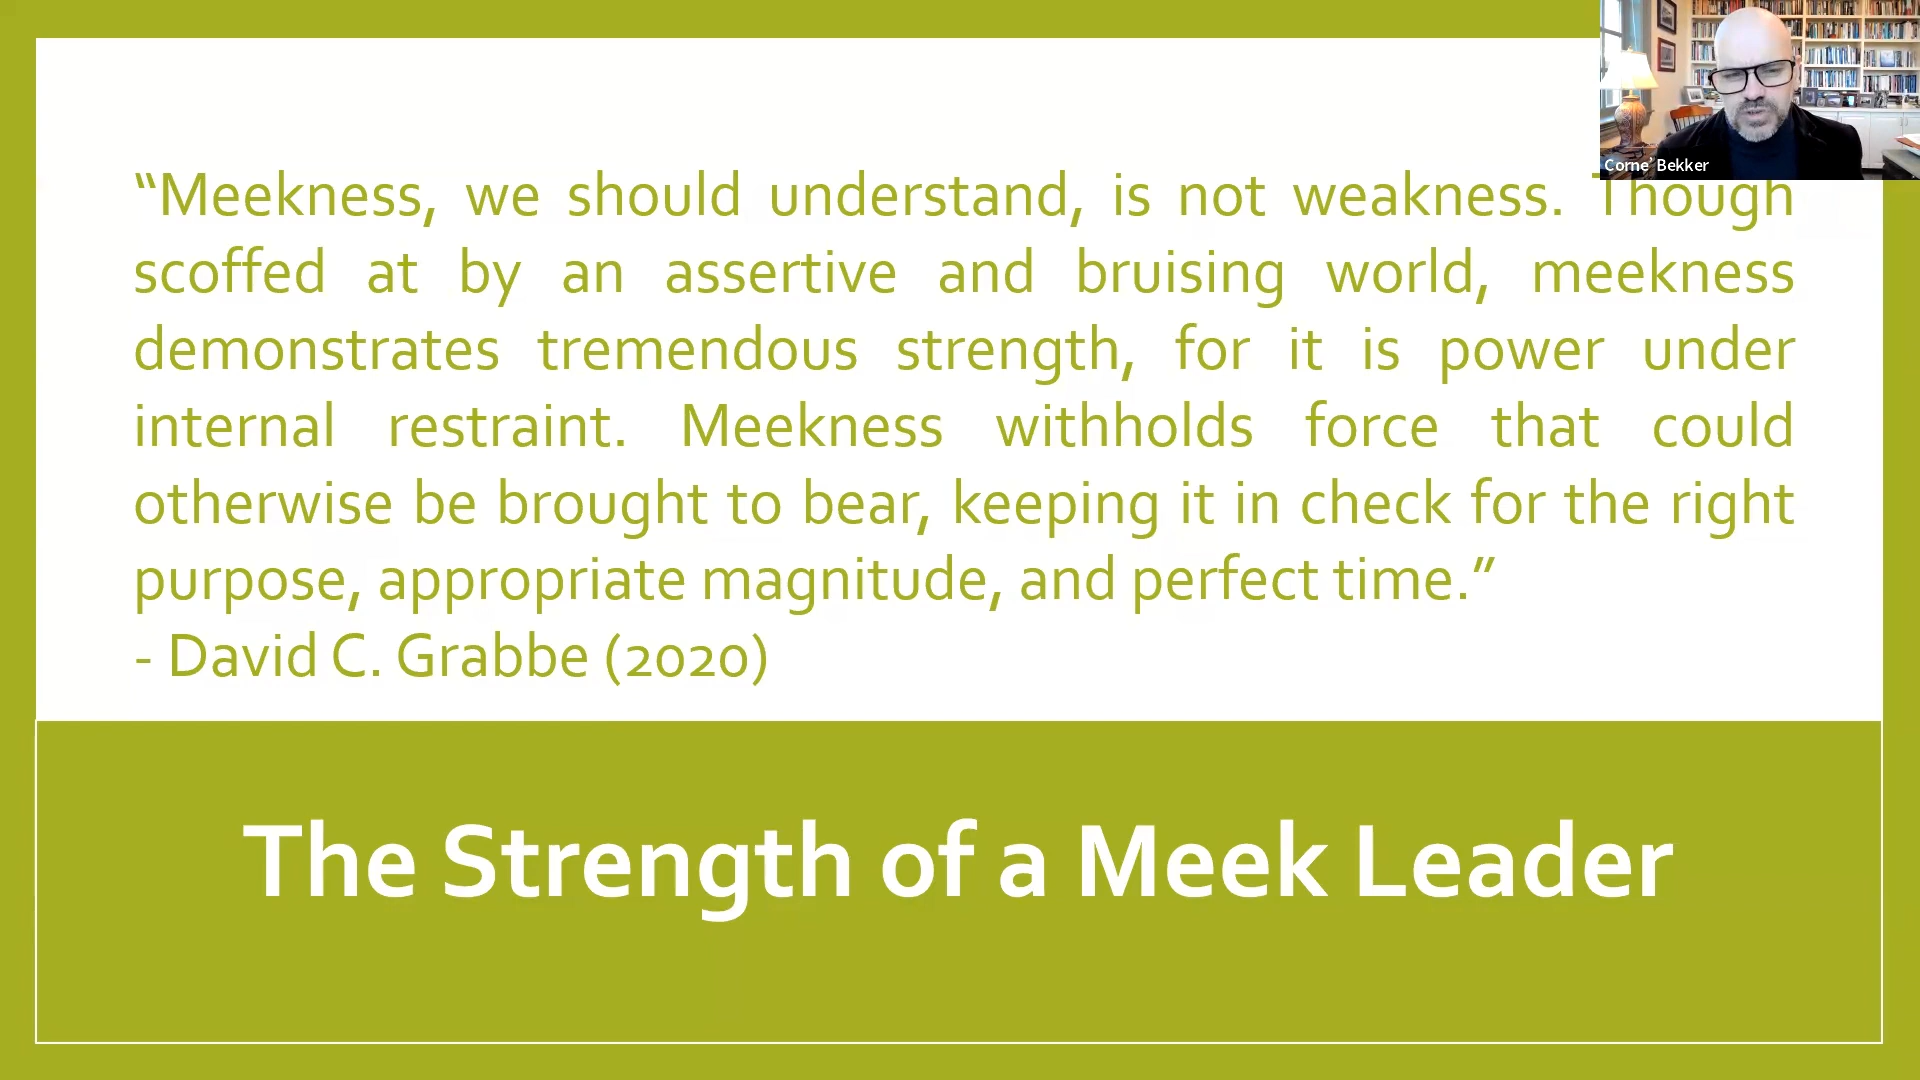 Corne' Bekker
“Meekness, we should understand, is not weakness. Though
scoffed at by an assertive and bruising world, meekness
demonstrates tremendous strength, for it is power under
internal restraint. Meekness withholds force that could
otherwise be brought to bear, keeping it in check for the right
purpose, appropriate magnitude, and perfect time.”
- David C. Grabbe (2020)
The Strength of a Meek Leader